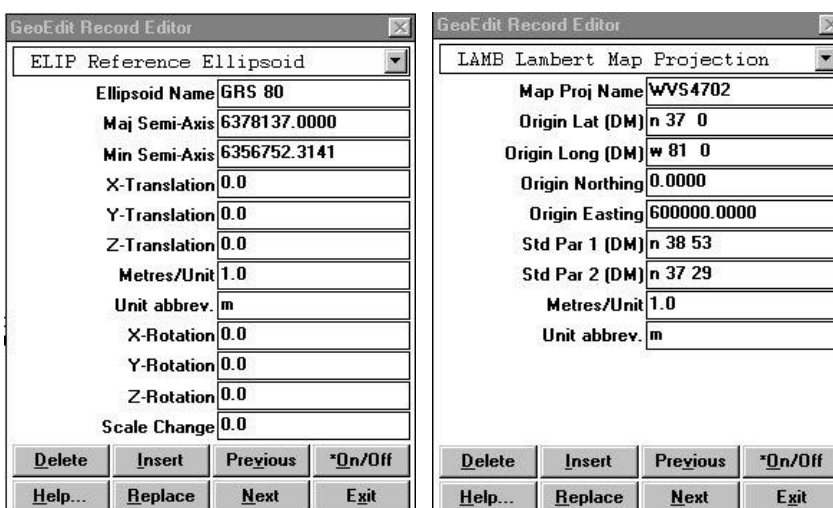 GeoEdit Record Editor
ELIP Reference Ellipsoid
Ellipsoid Name GRS 80
Maj Semi-Axis 6378137.0000
Min Semi-Axis 6356752.3141
X-Translation 0.0
Y-Translation 0.0
Z-Translation 0.0
Metres/Unit 1.0
Unit abbrev. m
X-Rotation 0.0
Y-Rotation 0.0
Z-Rotation 0.0
Scale Change 0.0
Delete Insert Previous *On/Off
Help... Replace Next Exit
GeoEdit Record Editor
LAMB Lambert Map Projection
Map Proj Name WVS4702
Origin Lat (DM) n 37 0
Origin Long (DM) w 81 0
Origin Northing 0.0000
Origin Easting 600000.0000
Std Par 1 (DM) n 38 53
Std Par 2 (DM) n 37 29
Metres/Unit 1.0
Unit abbrev. m
Delete Insert Previous *On/Off
Help... Replace Next Exit